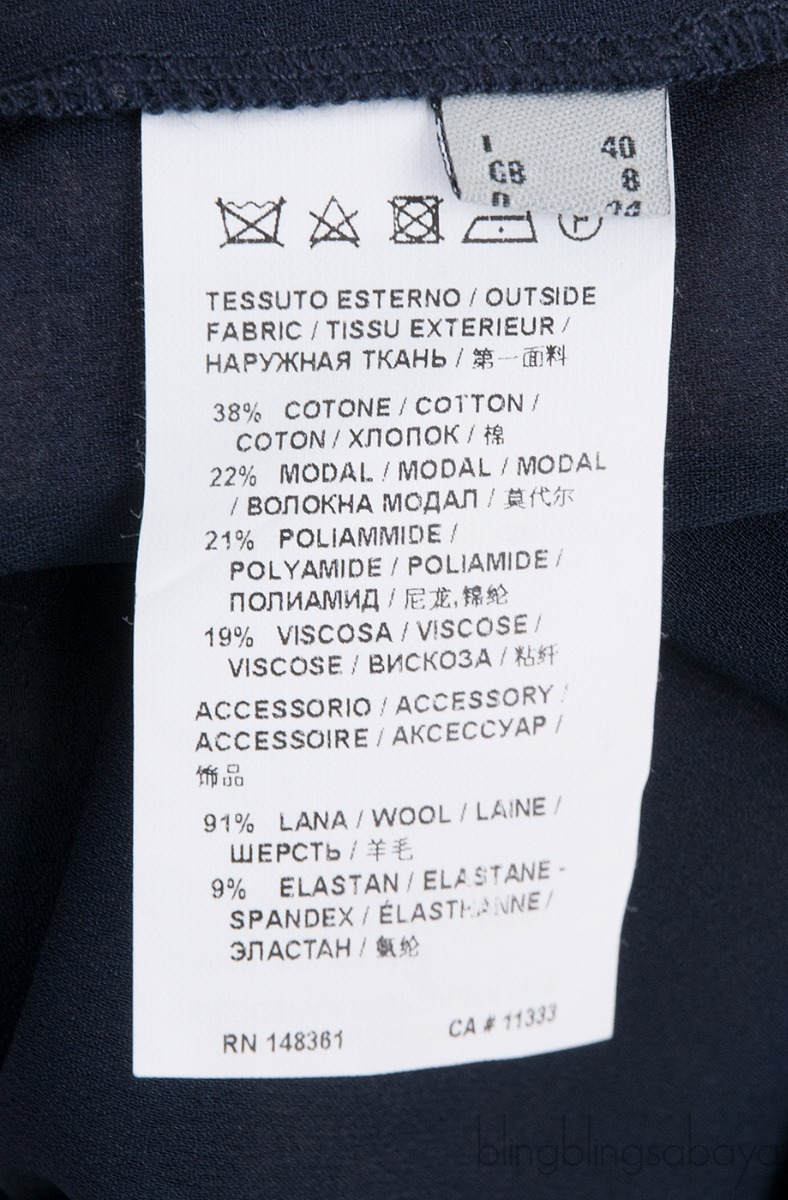 I 40
GB 8
D
P
TESSUTO ESTERNO / OUTSIDE
FABRIC / TISSU EXTERIEUR /
НАРУЖНАЯ ТКАНЬ / 第一面料
38% COTONE / COTTON /
COTON / ХЛОПОК / 棉
22% MODAL / MODAL / MODAL
/ ВОЛОКНА МОДАЛ / 莫代尔
21% POLIAMMIDE /
POLYAMIDE / POLIAMIDE /
ПОЛИАМИД / 尼龙,锦纶
19% VISCOSA / VISCOSE /
VISCOSE / ВИСКОЗА / 粘纤
ACCESSORIO / ACCESSORY /
ACCESSOIRE / АКСЕССУАР /
饰品
91% LANA / WOOL / LAINE /
ШЕРСТЬ / 羊毛
9% ELASTAN / ELASTANE -
SPANDEX / ÉLASTHANNE /
ЭЛАСТАН / 氨纶
RN 148361 CA # 11333
blingblingsabaya